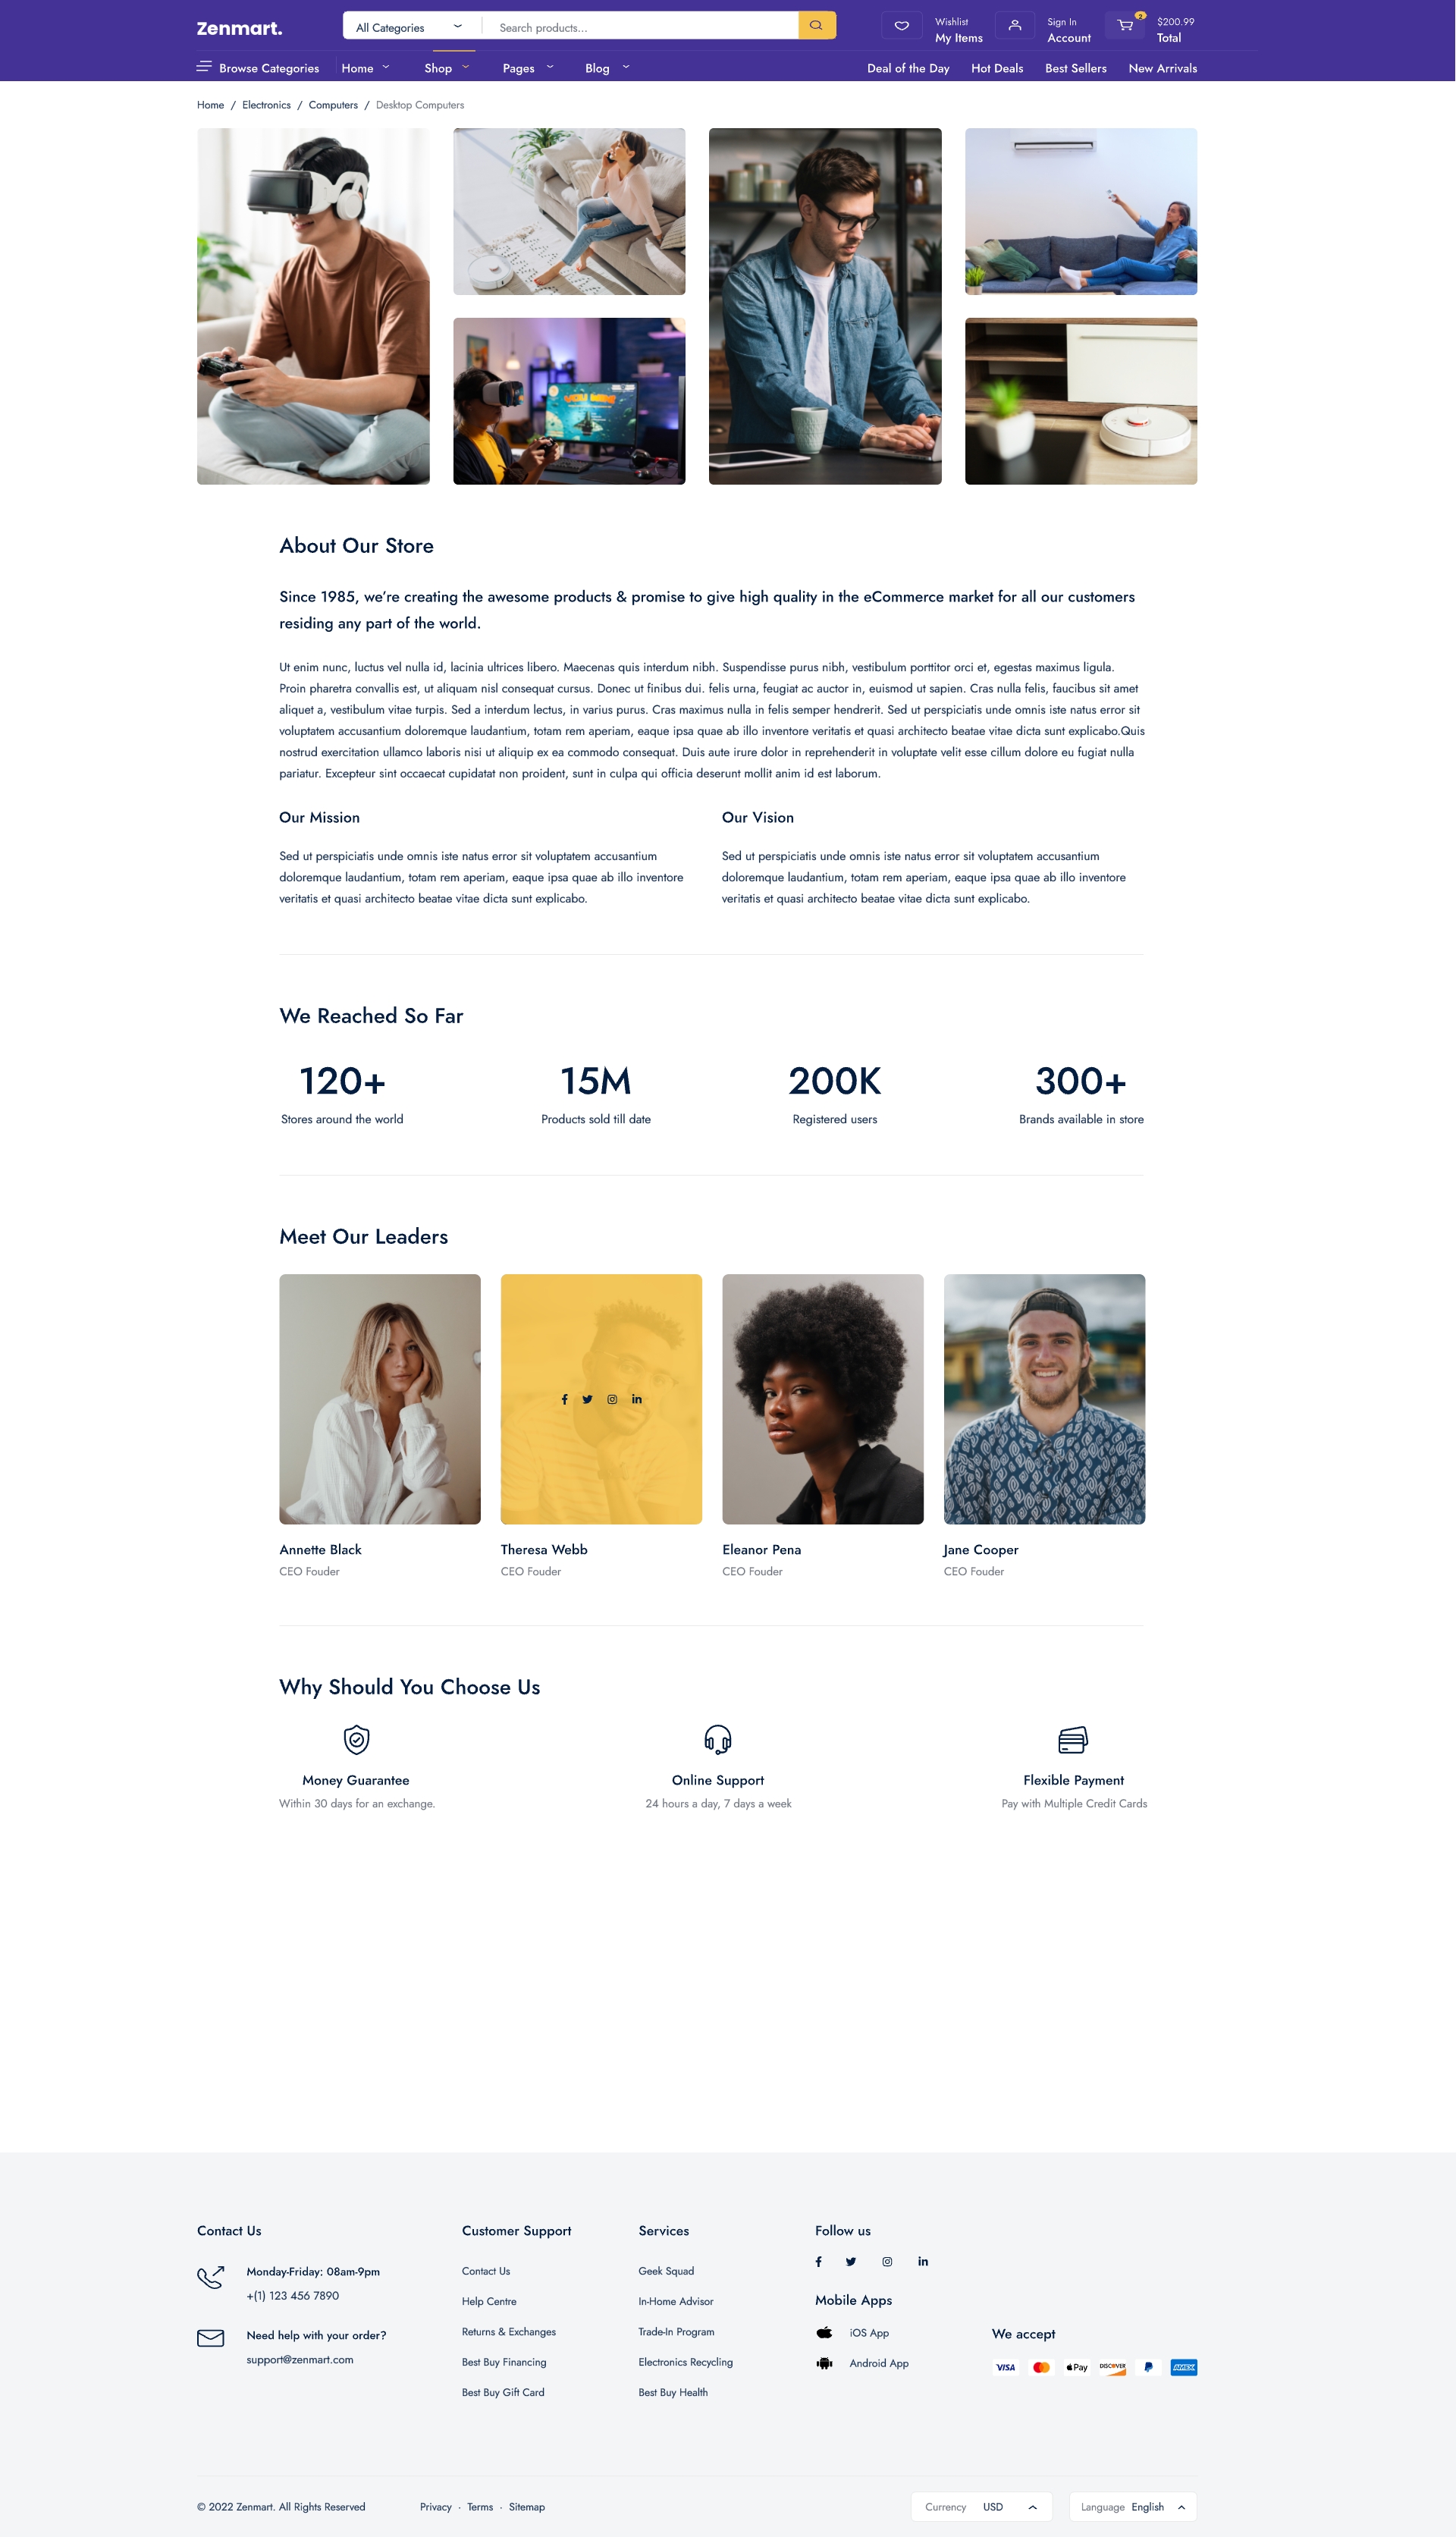 Zenmart.
All Categories
Search products...
Wishlist
My Items
Sign In
Account
2
$200.99
Total
Browse Categories
Home
Shop
Pages
Blog
Deal of the Day
Hot Deals
Best Sellers
New Arrivals
Home / Electronics / Computers / Desktop Computers
About Our Store
Since 1985, we're creating the awesome products & promise to give high quality in the eCommerce market for all our customers
residing any part of the world.
Ut enim nunc, luctus vel nulla id, lacinia ultrices libero. Maecenas quis interdum nibh. Suspendisse purus nibh, vestibulum porttitor orci et, egestas maximus ligula.
Proin pharetra convallis est, ut aliquam nisl consequat cursus. Donec ut finibus dui. felis urna, feugiat ac auctor in, euismod ut sapien. Cras nulla felis, faucibus sit amet
aliquet a, vestibulum vitae turpis. Sed a interdum lectus, in varius purus. Cras maximus nulla in felis semper hendrerit. Sed ut perspiciatis unde omnis iste natus error sit
voluptatem accusantium doloremque laudantium, totam rem aperiam, eaque ipsa quae ab illo inventore veritatis et quasi architecto beatae vitae dicta sunt explicabo.Quis
nostrud exercitation ullamco laboris nisi ut aliquip ex ea commodo consequat. Duis aute irure dolor in reprehenderit in voluptate velit esse cillum dolore eu fugiat nulla
pariatur. Excepteur sint occaecat cupidatat non proident, sunt in culpa qui officia deserunt mollit anim id est laborum.
Our Mission
Sed ut perspiciatis unde omnis iste natus error sit voluptatem accusantium
doloremque laudantium, totam rem aperiam, eaque ipsa quae ab illo inventore
veritatis et quasi architecto beatae vitae dicta sunt explicabo.
Our Vision
Sed ut perspiciatis unde omnis iste natus error sit voluptatem accusantium
doloremque laudantium, totam rem aperiam, eaque ipsa quae ab illo inventore
veritatis et quasi architecto beatae vitae dicta sunt explicabo.
We Reached So Far
120+
Stores around the world
15M
Products sold till date
200K
Registered users
300+
Brands available in store
Meet Our Leaders
Annette Black
CEO Fouder
Theresa Webb
CEO Fouder
Eleanor Pena
CEO Fouder
Jane Cooper
CEO Fouder
Why Should You Choose Us
Money Guarantee
Within 30 days for an exchange.
Online Support
24 hours a day, 7 days a week
Flexible Payment
Pay with Multiple Credit Cards
Contact Us
Monday-Friday: 08am-9pm
+(1) 123 456 7890
Need help with your order?
support@zenmart.com
Customer Support
Contact Us
Help Centre
Returns & Exchanges
Best Buy Financing
Best Buy Gift Card
Services
Geek Squad
In-Home Advisor
Trade-In Program
Electronics Recycling
Best Buy Health
Follow us
Mobile Apps
iOS App
Android App
We accept
VISA
Pay
DISCOVER
AMEX
© 2022 Zenmart. All Rights Reserved
Privacy · Terms · Sitemap
Currency USD
Language English